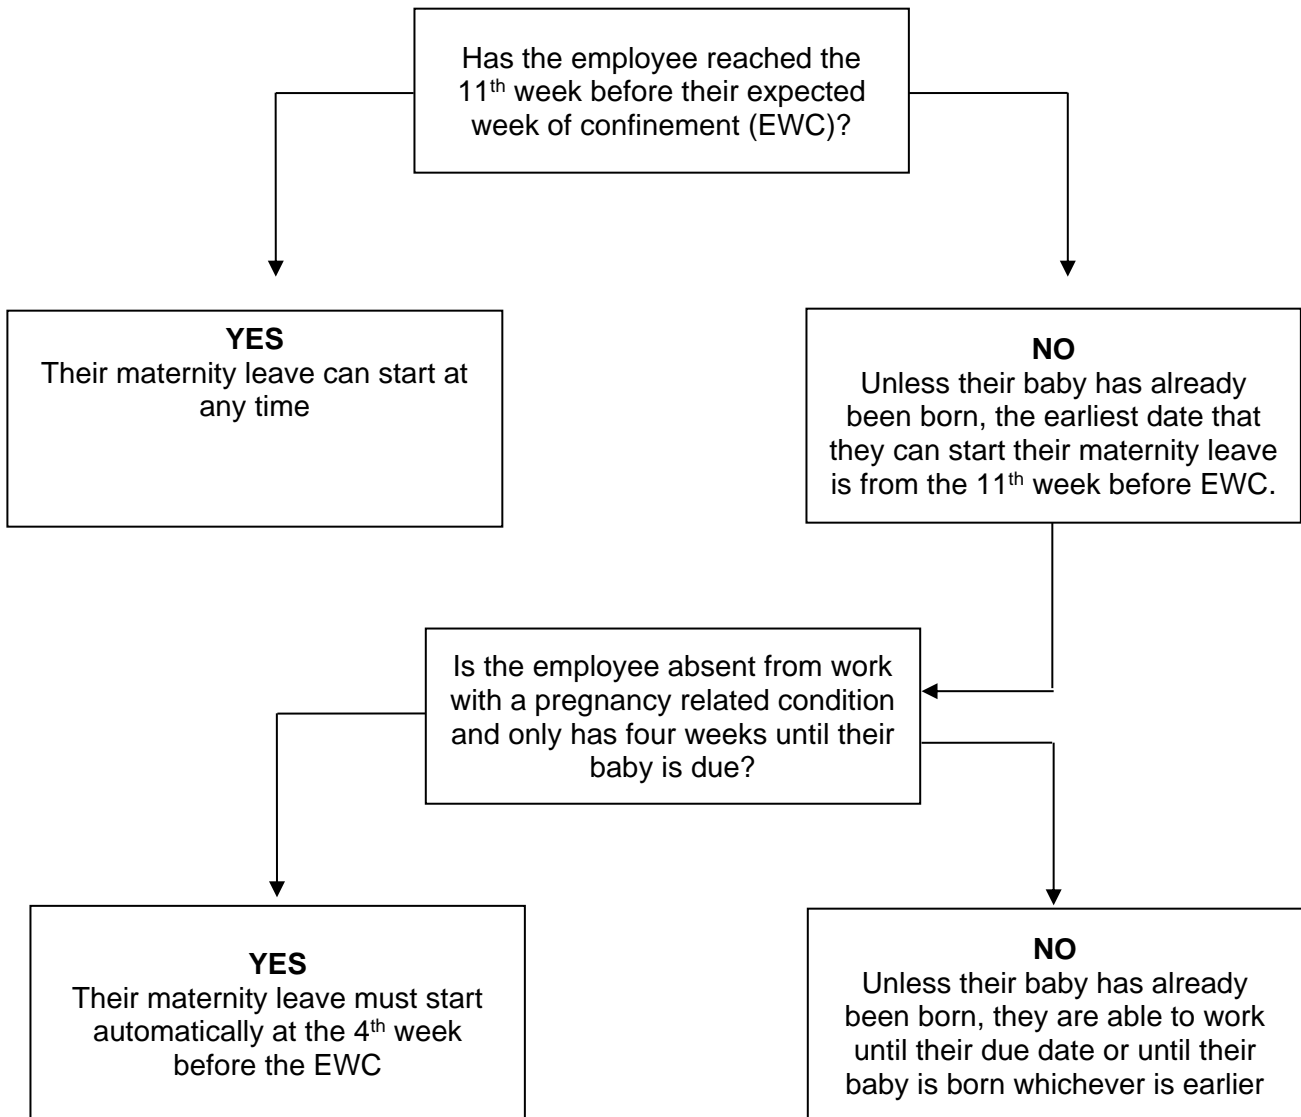 Has the employee reached the
11th week before their expected
week of confinement (EWC)?
YES
Their maternity leave can start at
any time
NO
Unless their baby has already
been born, the earliest date that
they can start their maternity leave
is from the 11th week before EWC.
Is the employee absent from work
with a pregnancy related condition
and only has four weeks until their
baby is due?
YES
Their maternity leave must start
automatically at the 4th week
before the EWC
NO
Unless their baby has already
been born, they are able to work
until their due date or until their
baby is born whichever is earlier